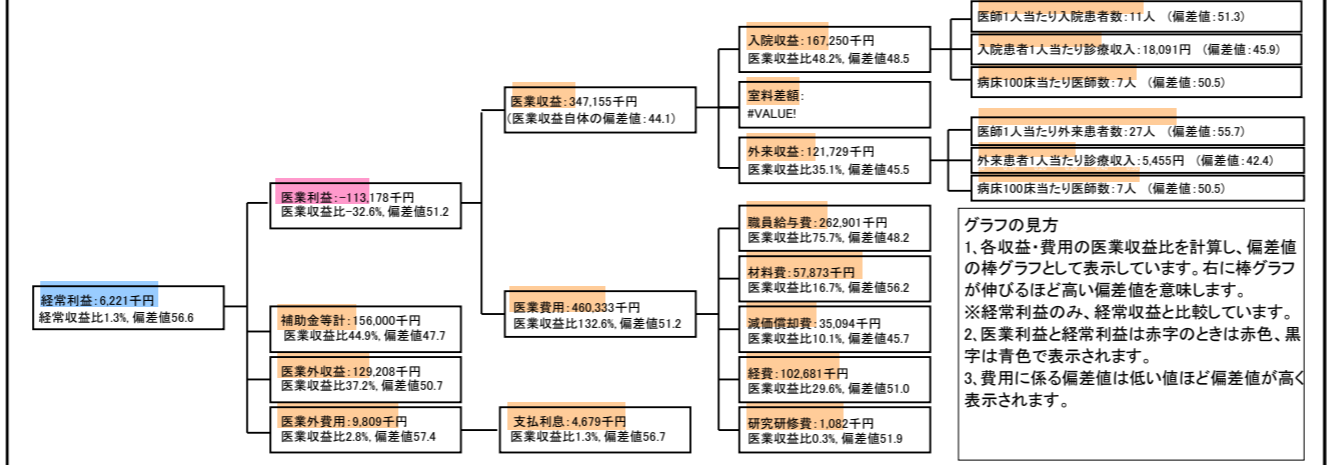 経常利益:6,221千円
経常収比1.3%, 偏差値56.6
医業利益:-113,178千円
医業収益比-32.6%, 偏差値51.2
補助金等計:156,000千円
医業収益比44.9%, 偏差値47.7
医業外収益:129,208千円
医業収益比37.2%, 偏差値50.7
医業外費用:9,809千円
医業収益比2.8%, 偏差値57.4
支払利息:4,679千円
医業収益比1.3%, 偏差値56.7
医業収益:347,155千円
(医業収益自体の偏差値:44.1)
医業費用:460,333千円
医業収益比132.6%, 偏差値51.2
入院収益:167,250千円
医業収益比48.2%, 偏差値48.5
室料差額:
#VALUE!
外来収益:121,729千円
医業収益比35.1%, 偏差値45.5
職員給与費:262,901千円
医業収益比75.7%, 偏差値48.2
材料費:57,873千円
医業収益比16.7%, 偏差値56.2
減価償却費:35,094千円
医業収益比10.1%, 偏差値45.7
経費:102,681千円
医業収益比29.6%, 偏差値51.0
研究研修費:1,082千円
医業収益比0.3%, 偏差値51.9
医師1人当たり入院患者数:11人 (偏差値:51.3)
入院患者1人当たり診療収入:18,091円 (偏差値:45.9)
病床100床当たり医師数:7人 (偏差値:50.5)
医師1人当たり外来患者数:27人 (偏差値:55.7)
外来患者1人当たり診療収入:5,455円 (偏差値:42.4)
病床100床当たり医師数:7人 (偏差値:50.5)
グラフの見方
1、各収益・費用の医業収益比を計算し、偏差値
の棒グラフとして表示しています。右に棒グラフ
が伸びるほど高い偏差値を意味します。
※経常利益のみ、経常収益と比較しています。
2、医業利益と経常利益は赤字のときは赤色、黒
字は青色で表示されます。
3、費用に係る偏差値は低い値ほど偏差値が高く
表示されます。